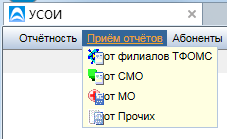 УСОИ
Отчётность Приём отчётов Абоненты
от филиалов ТФОМС
от СМО
от МО
от Прочих